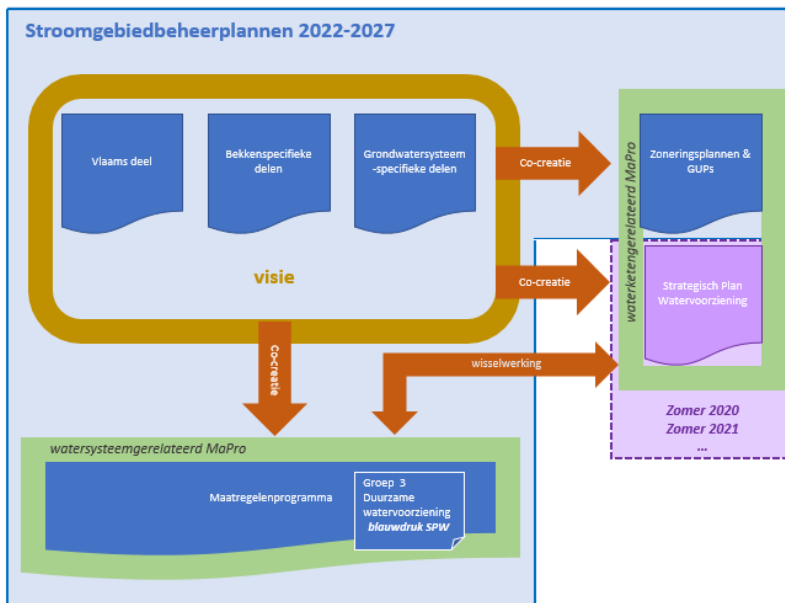 Stroomgebiedbeheerplannen 2022-2027
Vlaams deel
Bekkenspecifieke
delen
Grondwatersysteem
-specifieke delen
Co-creatie
Zoneringsplannen &
GUPs
waterketengerelateerd MaPro
visie
Co-creatie
Strategisch Plan
Watervoorziening
Co-creatie
wisselwerking
Zomer 2020
Zomer 2021
...
watersysteemgerelateerd MaPro
Maatregelenprogramma
Groep 3
Duurzame
watervoorziening
blauwdruk SPW